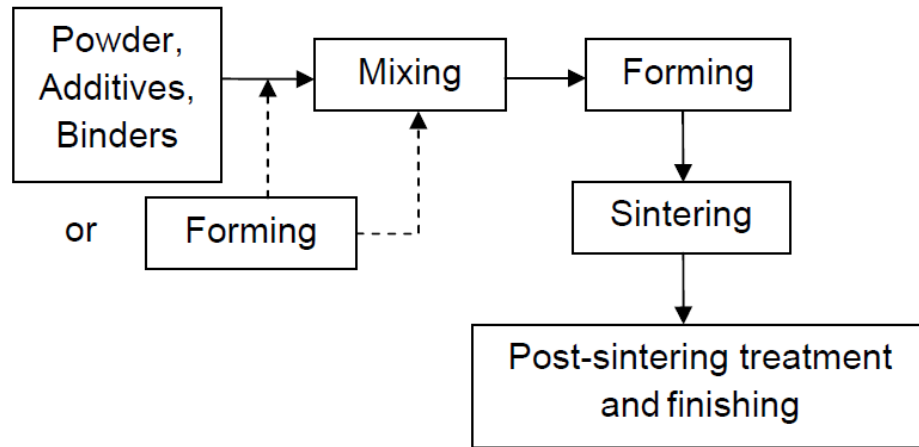 Powder,
Additives,
Binders
Mixing
Forming
or
Forming
Sintering
Post-sintering treatment
and finishing